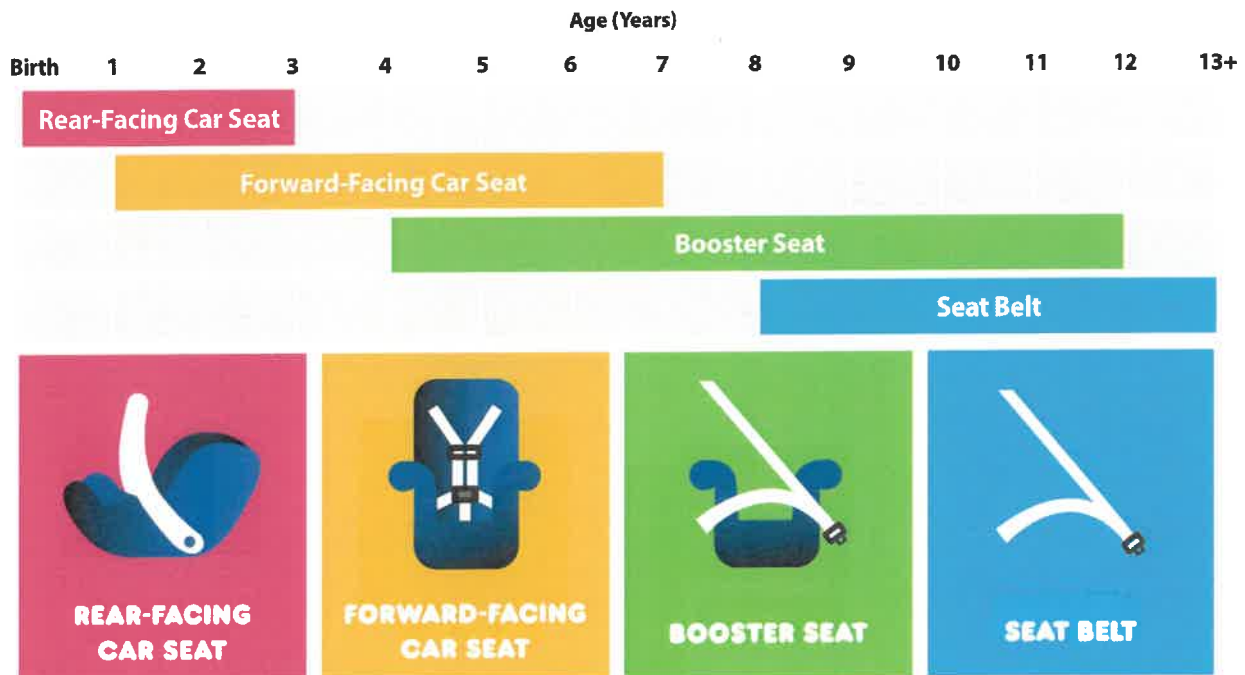 Age (Years)
Birth 1 2 3 4 5 6 7 8 9 10 11 12 13+
Rear-Facing Car Seat
Forward-Facing Car Seat
Booster Seat
Seat Belt
REAR-FACING
CAR SEAT
FORWARD-FACING
CAR SEAT
BOOSTER SEAT
SEAT BELT